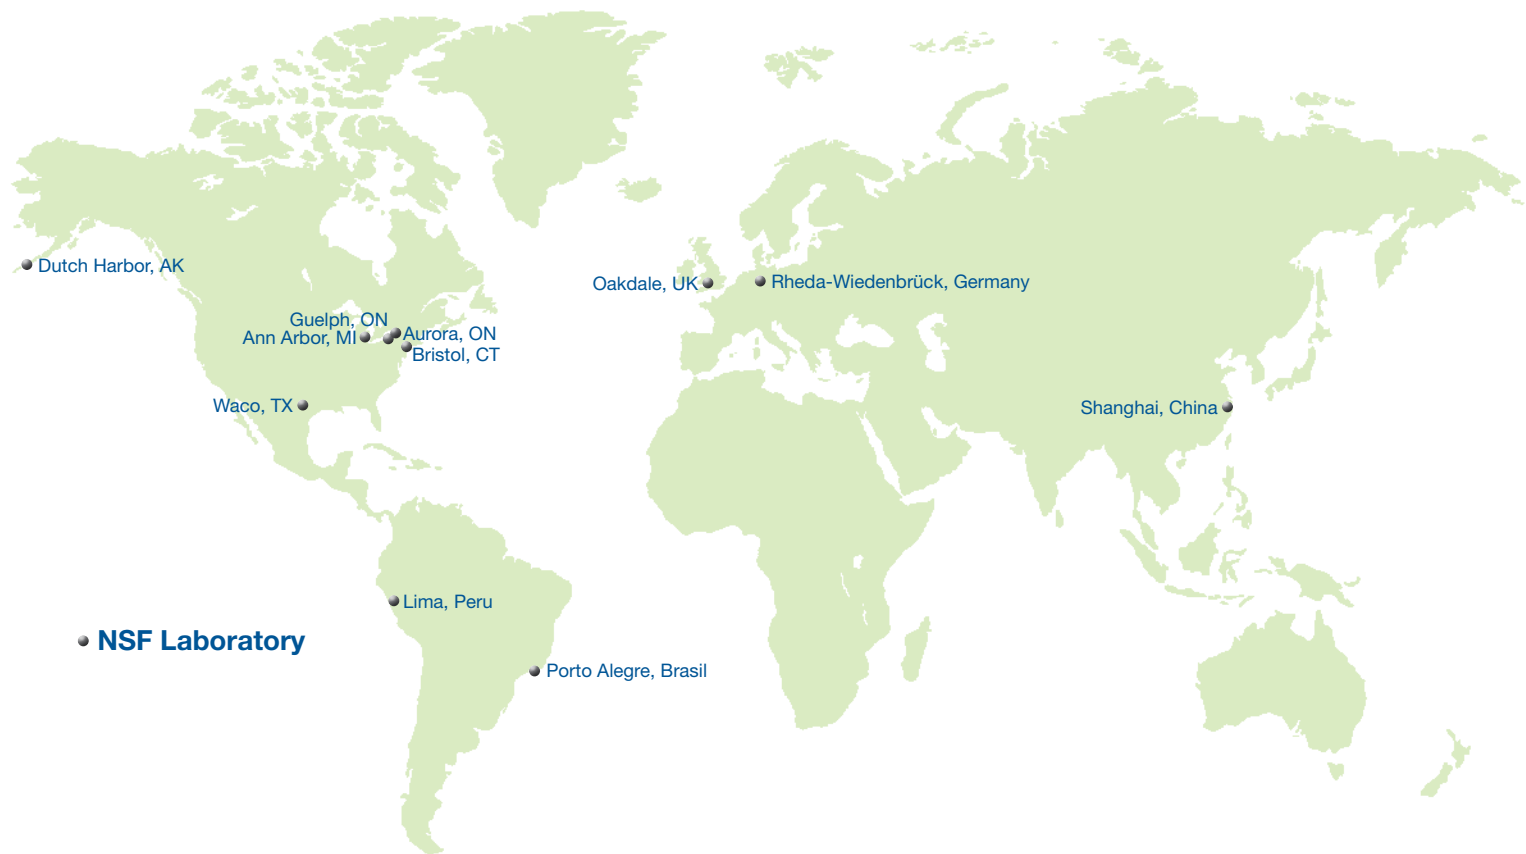 Dutch Harbor, AK
Oakdale, UK
Rheda-Wiedenbrück, Germany
Guelph, ON
Aurora, ON
Ann Arbor, MI
Bristol, CT
Waco, TX
Shanghai, China
Lima, Peru
NSF Laboratory
Porto Alegre, Brasil